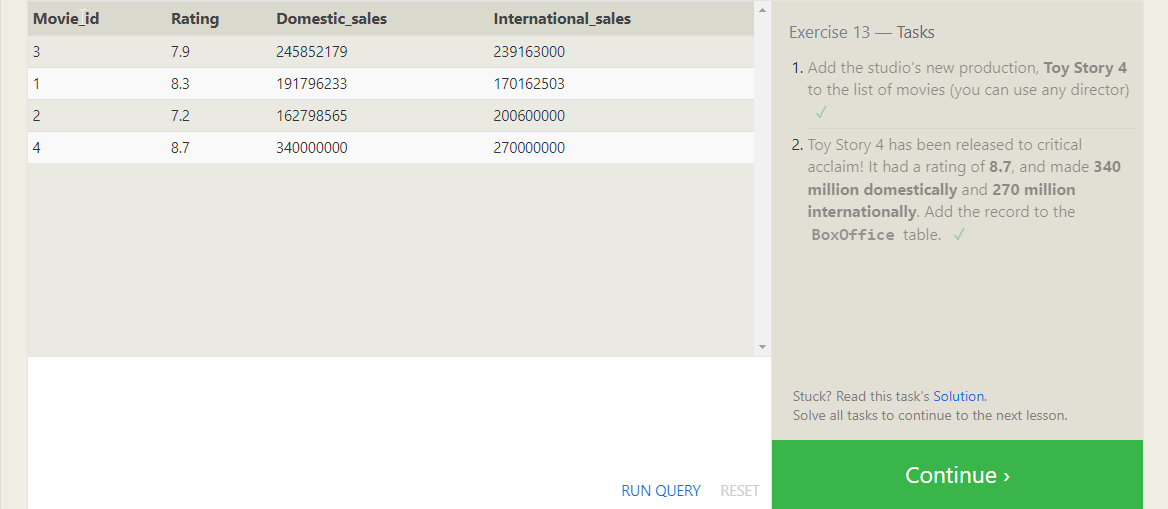 Movie_id Rating Domestic_sales International_sales
3 7.9 245852179 239163000
1 8.3 191796233 170162503
2 7.2 162798565 200600000
4 8.7 340000000 270000000
RUN QUERY RESET
Exercise 13 — Tasks
1. Add the studio's new production, Toy Story 4
to the list of movies (you can use any director)
✓
2. Toy Story 4 has been released to critical
acclaim! It had a rating of 8.7, and made 340
million domestically and 270 million
internationally. Add the record to the
BoxOffice table. ✓
Stuck? Read this task's Solution.
Solve all tasks to continue to the next lesson.
Continue ›